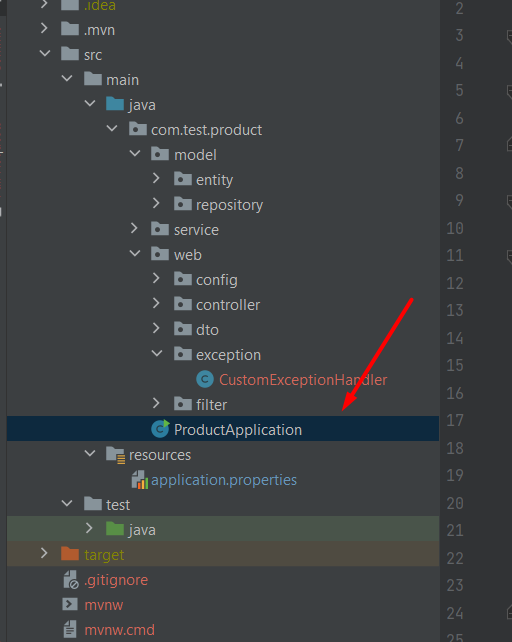 .idea
2
.mvn
3
src
4
main
5
java
6
com.test.product
7
model
8
entity
9
repository
10
service
11
web
12
config
13
controller
14
dto
15
exception
16
CustomExceptionHandler
filter
17
ProductApplication
18
resources
19
application.properties
20
test
21
java
22
target
23
.gitignore
24
mvnw
25
mvnw.cmd